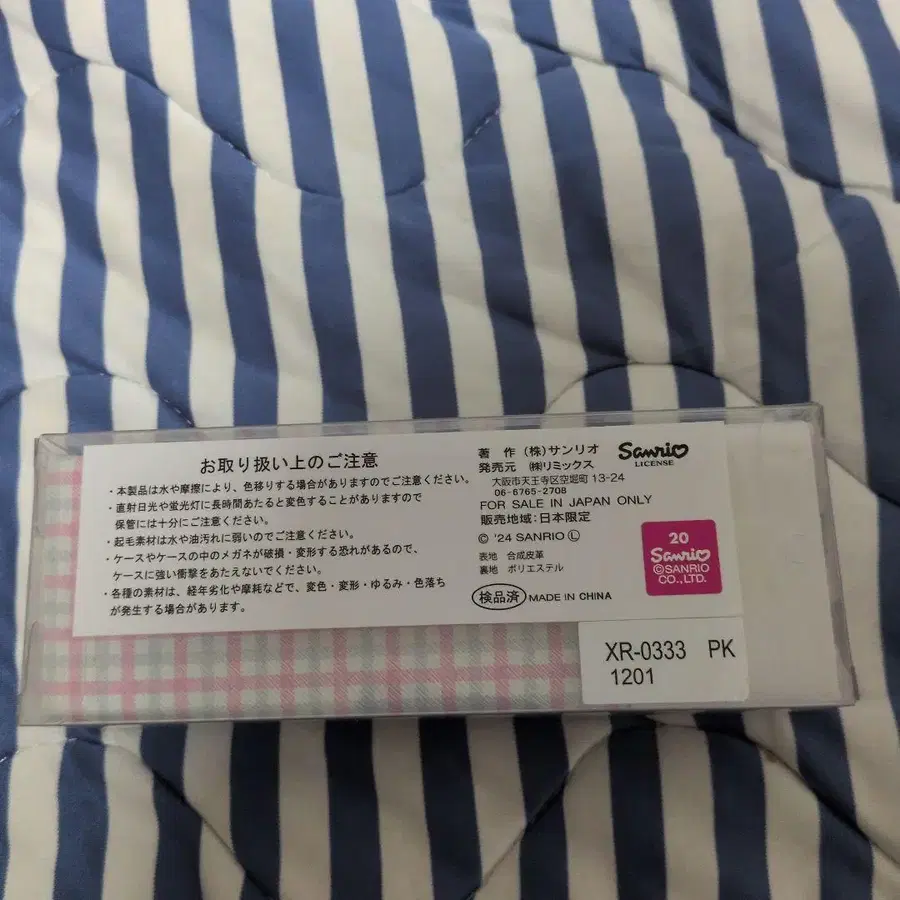 お取り扱い上のご注意
・本製品は水や摩擦により、色移りする場合がありますのでご注意ください。
・直射日光や蛍光灯に長時間あたると変色することがありますので
保管には十分にご注意ください。
・起毛素材は水や油汚れに弱いのでご注意ください。
・ケースやケースの中のメガネが破損・変形する恐れがあるので、
ケースに強い衝撃をあたえないでください。
・各種の素材は、経年劣化や摩耗などで、変色・変形・ゆるみ・色落ち
が発生する場合があります。
著 作 (株)サンリオ
発売元 ㈱リミックス
大阪市天王寺区空堀町 13-24
06-6765-2708
FOR SALE IN JAPAN ONLY
販売地域:日本限定
© '24 SANRIO Ⓛ
表地 合成皮革
裏地 ポリエステル
検品済 MADE IN CHINA
Sanrio
LICENSE
20
Sanrio
©SANRIO
CO.,LTD.
XR-0333 PK
1201